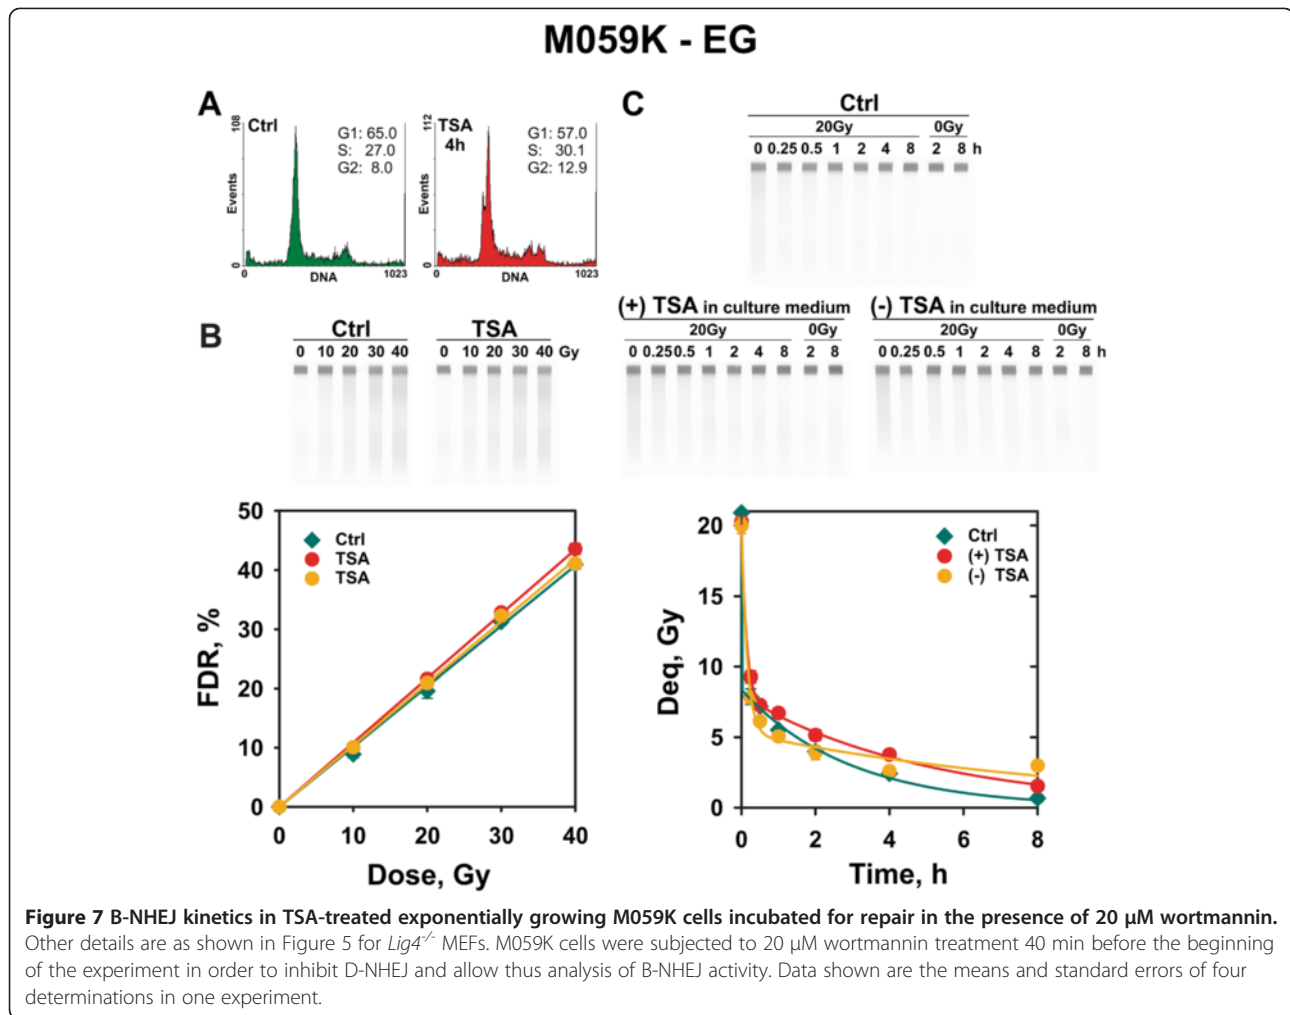 M059K - EG
A
108
Ctrl
G1: 65.0
S: 27.0
G2: 8.0
Events
0
0
DNA
1023
112
TSA
4h
G1: 57.0
S: 30.1
G2: 12.9
Events
0
0
DNA
1023
C
Ctrl
20Gy 0Gy
0 0.25 0.5 1 2 4 8 2 8 h
(+) TSA in culture medium
20Gy 0Gy
0 0.25 0.5 1 2 4 8 2 8
(-) TSA in culture medium
20Gy 0Gy
0 0.25 0.5 1 2 4 8 2 8 h
B
Ctrl TSA
0 10 20 30 40 0 10 20 30 40 Gy
50
40
30
20
10
0
FDR, %
Ctrl
TSA
TSA
0 10 20 30 40
Dose, Gy
20
15
10
5
0
Deq, Gy
Ctrl
(+) TSA
(-) TSA
0 2 4 6 8
Time, h
Figure 7 B-NHEJ kinetics in TSA-treated exponentially growing M059K cells incubated for repair in the presence of 20 μM wortmannin.
Other details are as shown in Figure 5 for Lig4-/- MEFs. M059K cells were subjected to 20 μM wortmannin treatment 40 min before the beginning
of the experiment in order to inhibit D-NHEJ and allow thus analysis of B-NHEJ activity. Data shown are the means and standard errors of four
determinations in one experiment.